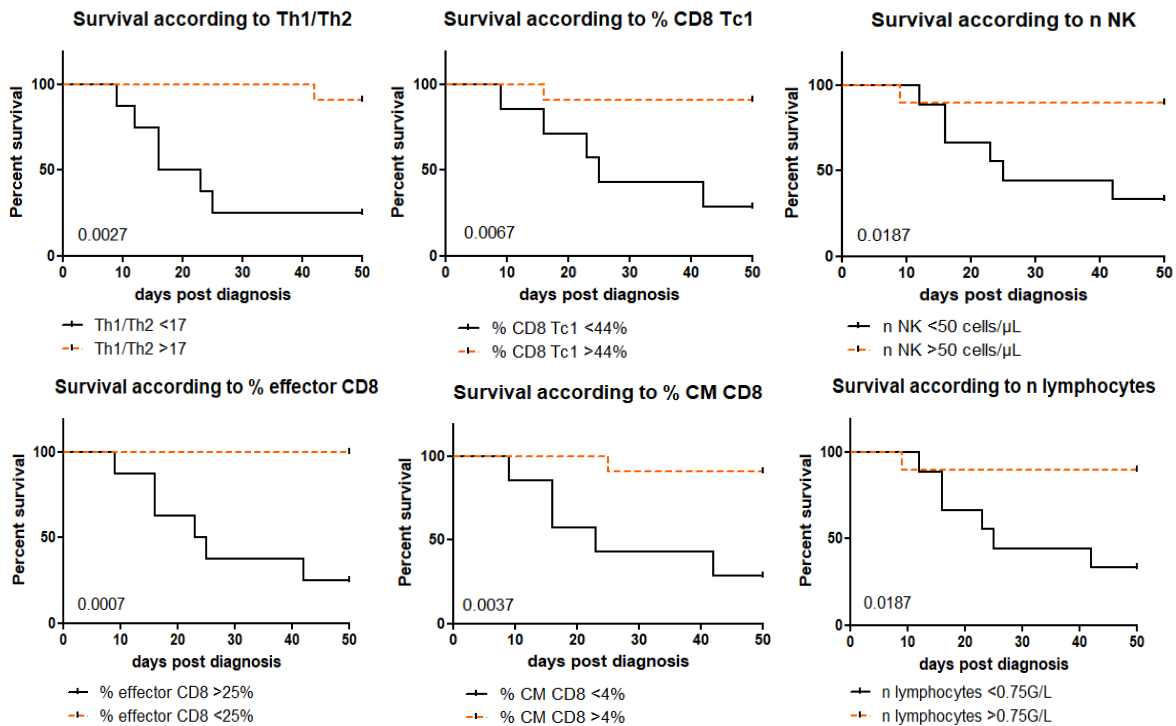 Survival according to Th1/Th2
Percent survival
100
50
0
0.0027
0 10 20 30 40 50
days post diagnosis
Th1/Th2 <17
Th1/Th2 >17
Survival according to % CD8 Tc1
Percent survival
100
50
0
0.0067
0 10 20 30 40 50
days post diagnosis
% CD8 Tc1 <44%
% CD8 Tc1 >44%
Survival according to n NK
Percent survival
100
50
0
0.0187
0 10 20 30 40 50
days post diagnosis
n NK <50 cells/µL
n NK >50 cells/µL
Survival according to % effector CD8
Percent survival
100
50
0
0.0007
0 10 20 30 40 50
days post diagnosis
% effector CD8 >25%
% effector CD8 <25%
Survival according to % CM CD8
Percent survival
100
50
0
0.0037
0 10 20 30 40 50
days post diagnosis
% CM CD8 <4%
% CM CD8 >4%
Survival according to n lymphocytes
Percent survival
100
50
0
0.0187
0 10 20 30 40 50
days post diagnosis
n lymphocytes <0.75G/L
n lymphocytes >0.75G/L